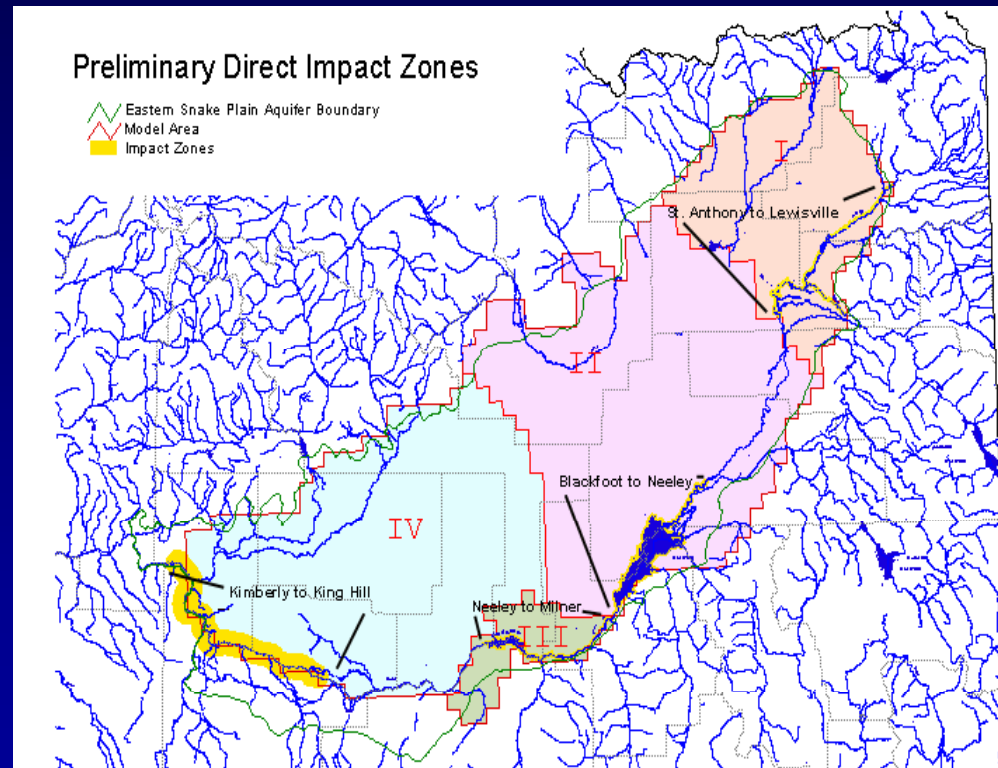 Preliminary Direct Impact Zones
Eastern Snake Plain Aquifer Boundary
Model Area
Impact Zones
I
St. Anthony to Lewisville
II
Blackfoot to Neeley
IV
Kimberly to King Hill
Neeley to Milner
III